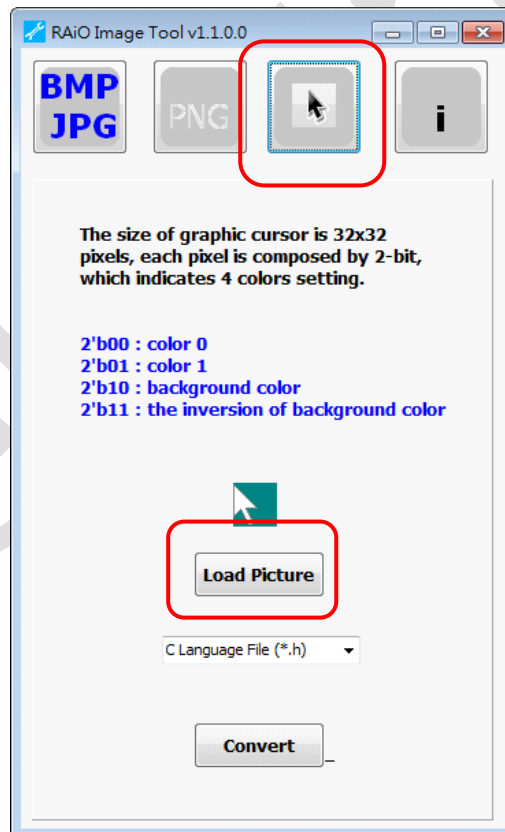 RAiO Image Tool v1.1.0.0
BMP
JPG
PNG
i
The size of graphic cursor is 32x32
pixels, each pixel is composed by 2-bit,
which indicates 4 colors setting.
2'b00 : color 0
2'b01 : color 1
2'b10 : background color
2'b11 : the inversion of background color
Load Picture
C Language File (*.h)
Convert
_